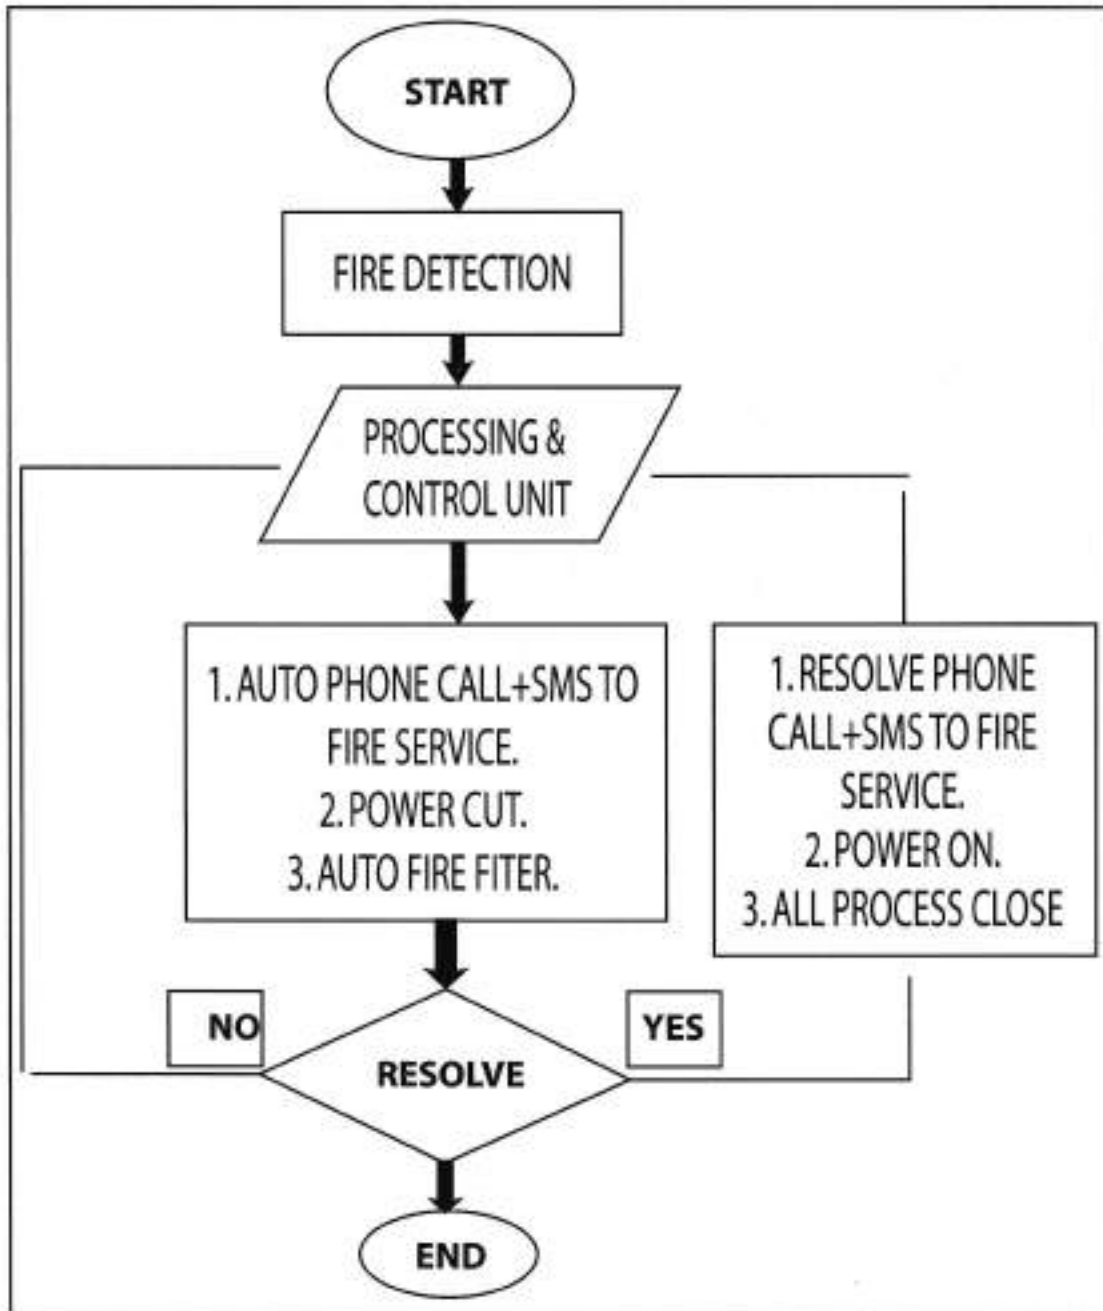 START
FIRE DETECTION
PROCESSING &
CONTROL UNIT
1. AUTO PHONE CALL+SMS TO
FIRE SERVICE.
2. POWER CUT.
3. AUTO FIRE FITER.
1. RESOLVE PHONE
CALL+SMS TO FIRE
SERVICE.
2. POWER ON.
3. ALL PROCESS CLOSE
NO
YES
RESOLVE
END